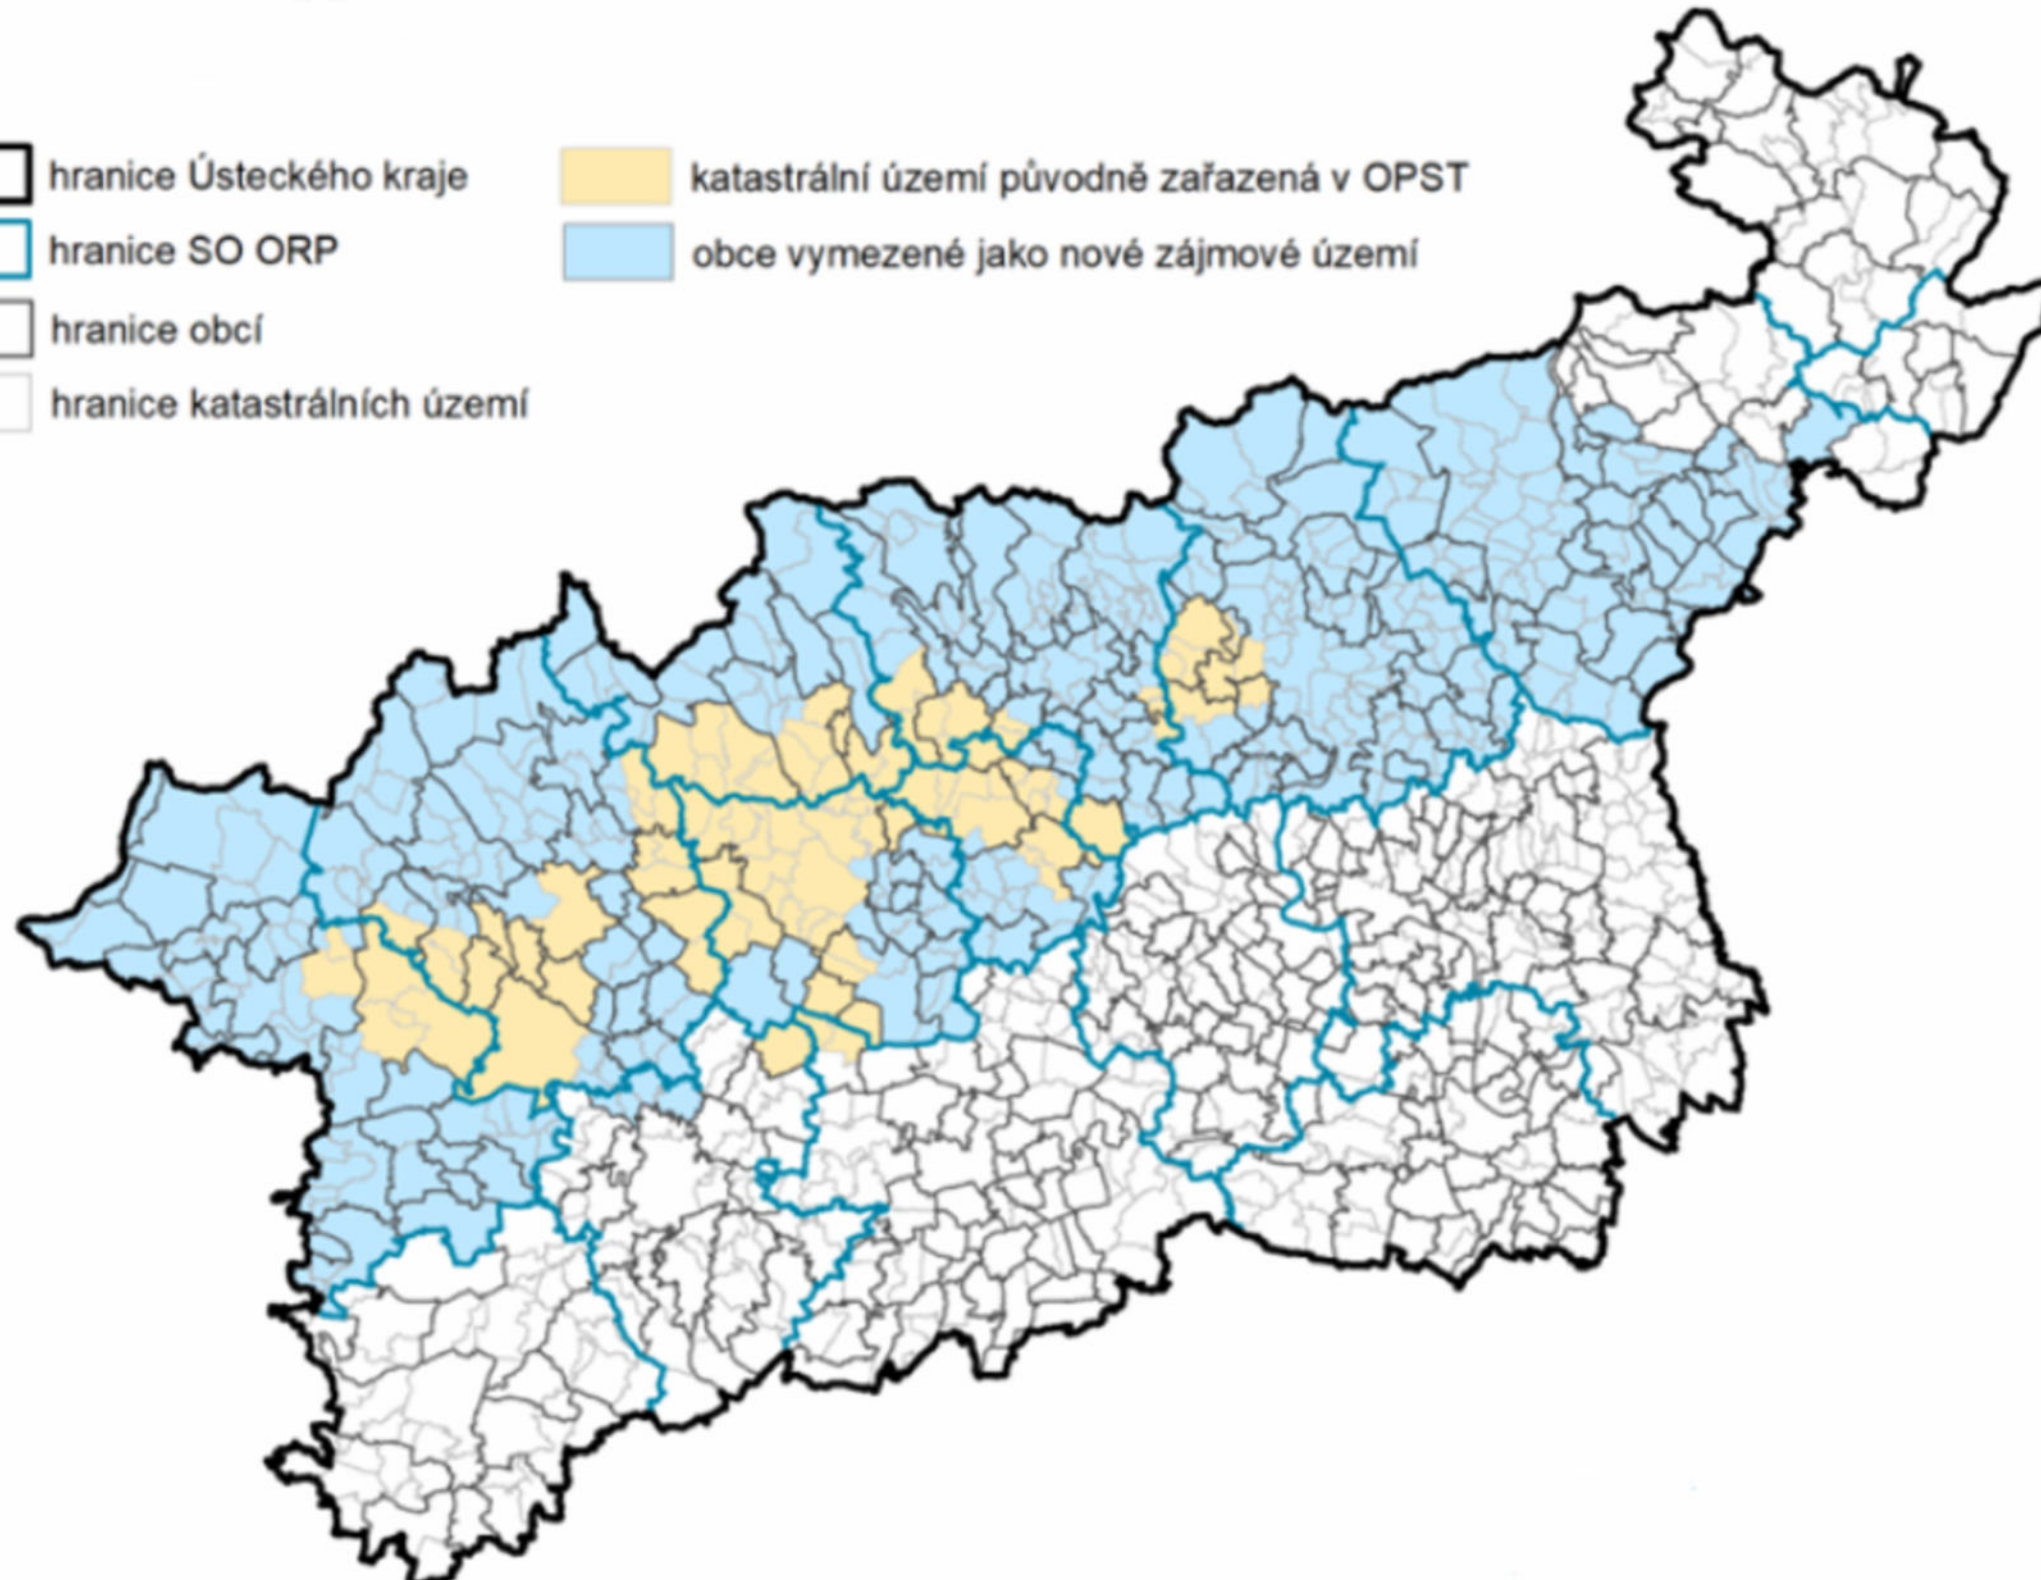 hranice Ústeckého kraje
hranice SO ORP
hranice obcí
hranice katastrálních území
katastrální území původně zařazená v OPST
obce vymezené jako nové zájmové území